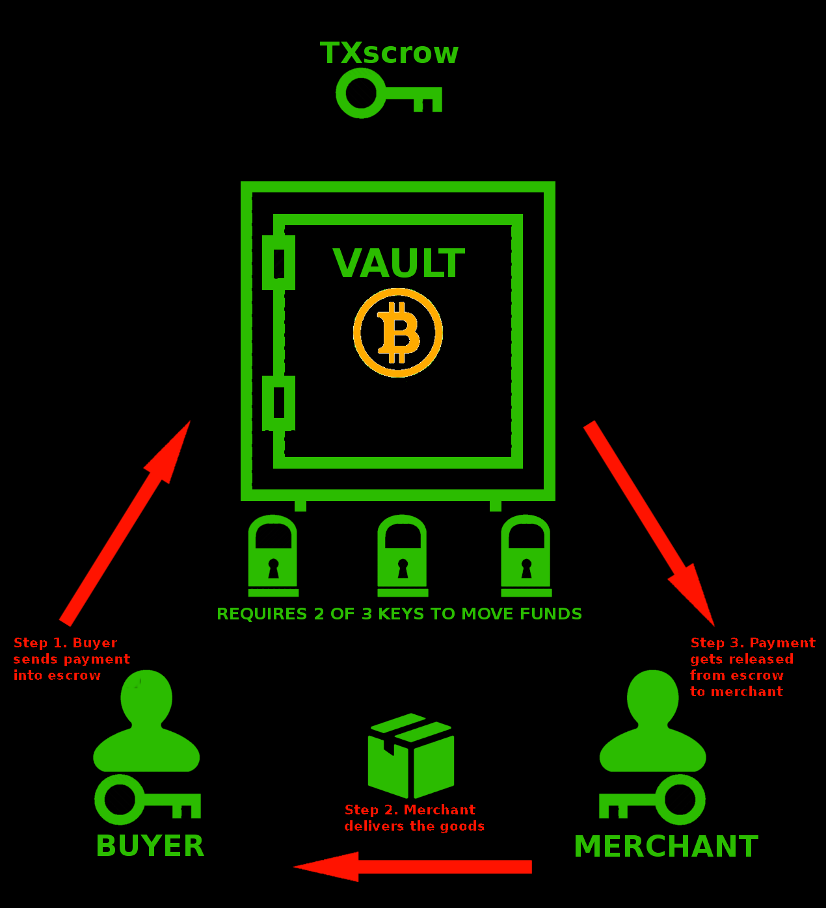 TXscrow
VAULT
REQUIRES 2 OF 3 KEYS TO MOVE FUNDS
Step 1. Buyer
sends payment
into escrow
Step 3. Payment
gets released
from escrow
to merchant
Step 2. Merchant
delivers the goods
BUYER
MERCHANT